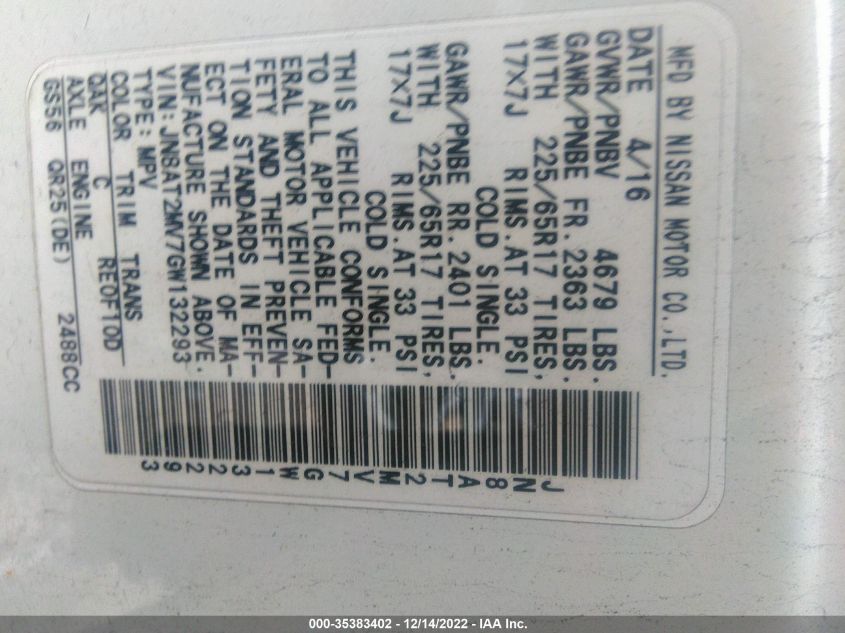 MFD BY NISSAN MOTOR CO.,LTD.
DATE 4/16
GVWR/PNBV 4679 LBS.
GAWR/PNBE FR. 2363 LBS.
WITH 225/65R17 TIRES,
17X7J RIMS.AT 33 PSI
COLD SINGLE.
GAWR/PNBE RR. 2401 LBS.
WITH 225/65R17 TIRES,
17X7J RIMS.AT 33 PSI
COLD SINGLE.
THIS VEHICLE CONFORMS
TO ALL APPLICABLE FED-
ERAL MOTOR VEHICLE SA-
FETY AND THEFT PREVEN-
TION STANDARDS IN EFF-
ECT ON THE DATE OF MA-
NUFACTURE SHOWN ABOVE.
VIN:JN8AT2MV7GW132293
TYPE:MPV
COLOR TRIM TRANS
QAK C RE0F10D
AXLE ENGINE
GS56 QR25(DE) 2488CC
JN8AT2MV7GW132293
000-35383402 - 12/14/2022 - IAA Inc.